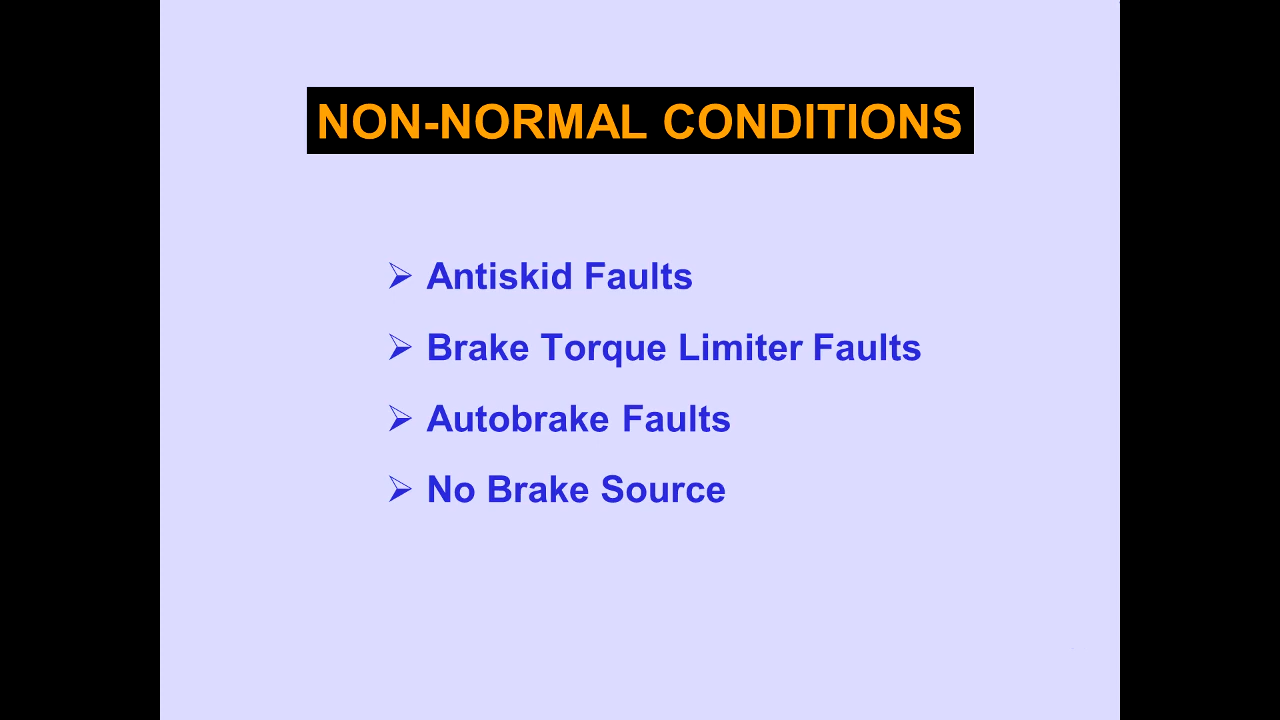 NON-NORMAL CONDITIONS
➢ Antiskid Faults
➢ Brake Torque Limiter Faults
➢ Autobrake Faults
➢ No Brake Source